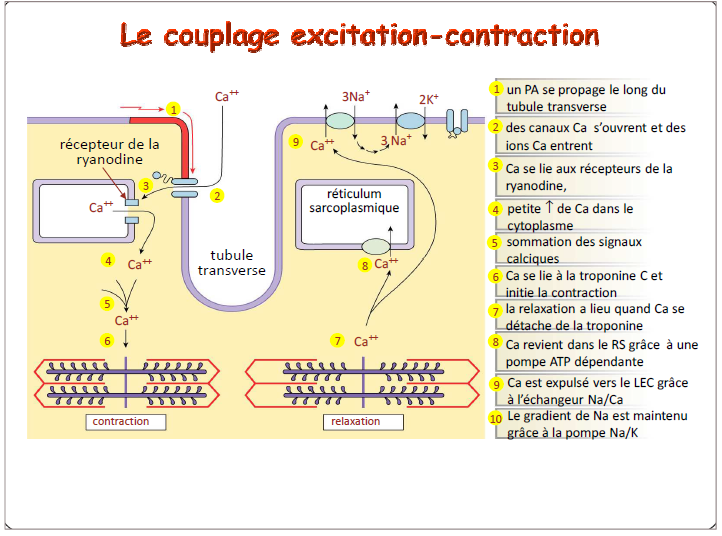 Le couplage excitation-contraction
Ca++
3Na+
2K+
1
récepteur de la
ryanodine
9
Ca++
3 Na+
3
2
Ca++
réticulum
sarcoplasmique
tubule
transverse
4
Ca++
8
Ca++
5
Ca++
6
7
Ca++
contraction
relaxation
1 un PA se propage le long du
tubule transverse
2 des canaux Ca s’ouvrent et des
ions Ca entrent
3 Ca se lie aux récepteurs de la
ryanodine,
4 petite ↑ de Ca dans le
cytoplasme
5 sommation des signaux
calciques
6 Ca se lie à la troponine C et
initie la contraction
7 la relaxation a lieu quand Ca se
détache de la troponine
8 Ca revient dans le RS grâce à une
pompe ATP dépendante
9 Ca est expulsé vers le LEC grâce
à l’échangeur Na/Ca
10 Le gradient de Na est maintenu
grâce à la pompe Na/K